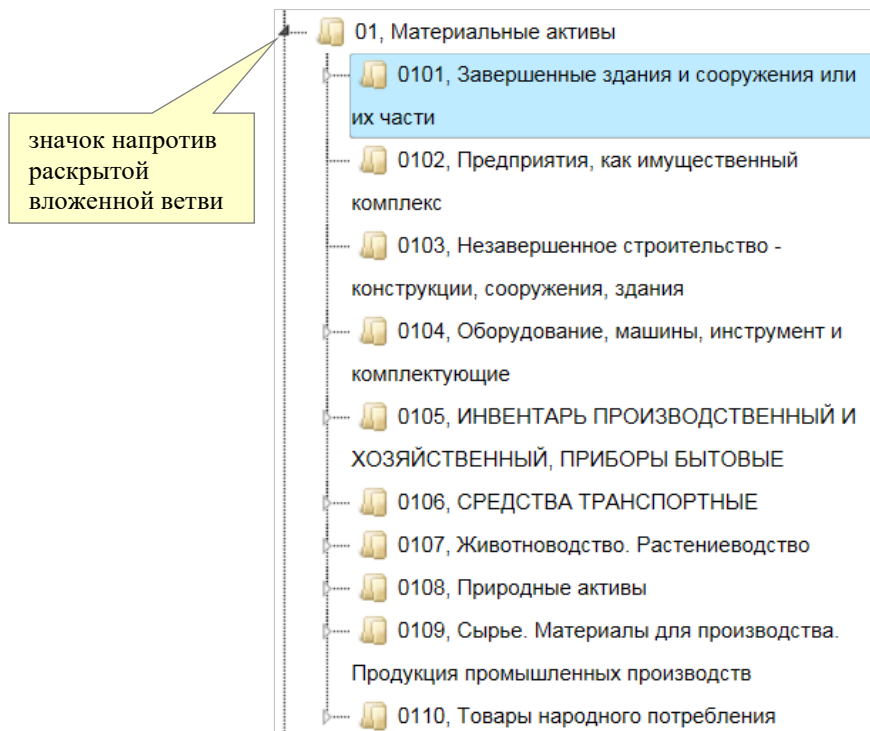 01, Материальные активы
0101, Завершенные здания и сооружения или
их части
значок напротив
раскрытой
вложенной ветви
0102, Предприятия, как имущественный
комплекс
0103, Незавершенное строительство -
конструкции, сооружения, здания
0104, Оборудование, машины, инструмент и
комплектующие
0105, ИНВЕНТАРЬ ПРОИЗВОДСТВЕННЫЙ И
ХОЗЯЙСТВЕННЫЙ, ПРИБОРЫ БЫТОВЫЕ
0106, СРЕДСТВА ТРАНСПОРТНЫЕ
0107, Животноводство. Растениеводство
0108, Природные активы
0109, Сырье. Материалы для производства.
Продукция промышленных производств
0110, Товары народного потребления